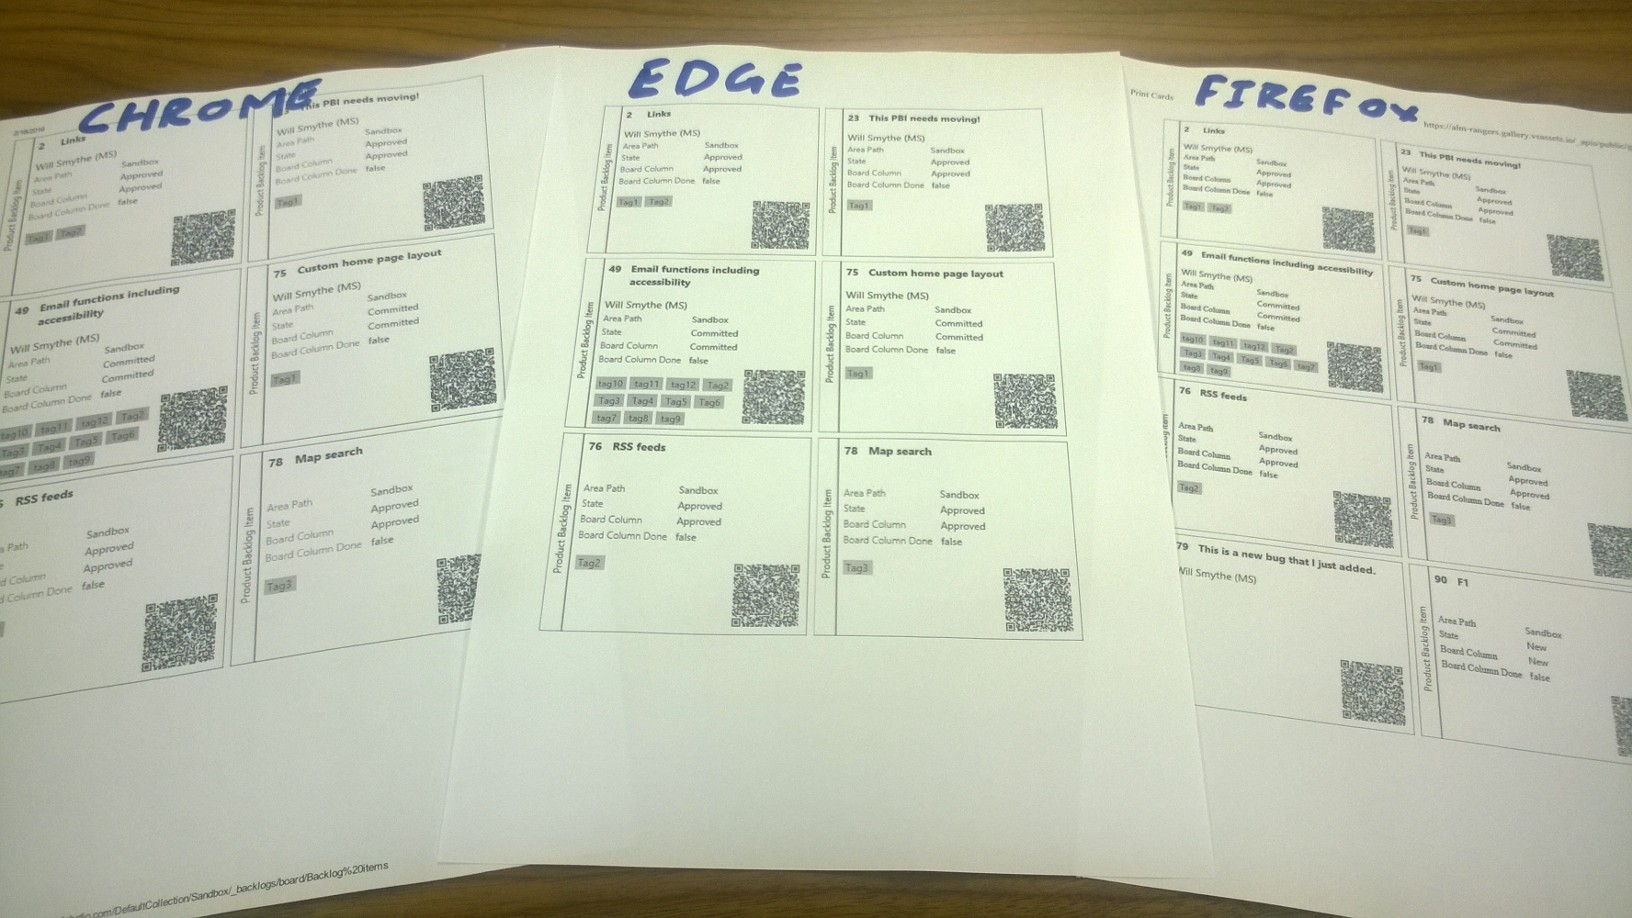 CHROME
2 Links
Will Smythe (MS)
Area Path Sandbox
State Approved
Board Column Approved
Board Column Done false
Tag1 Tag2
Product Backlog Item
This PBI needs moving!
Will Smythe (MS)
Area Path Sandbox
State Approved
Board Column Approved
Board Column Done false
Tag1
Product Backlog Item
49 Email functions including
accessibility
Will Smythe (MS)
Area Path Sandbox
State Committed
Board Column Committed
Board Column Done false
tag10 tag11 tag12 Tag2
Tag3 Tag4 Tag5 Tag6
tag7 tag8 tag9
75 Custom home page layout
Will Smythe (MS)
Area Path Sandbox
State Committed
Board Column Committed
Board Column Done false
Tag1
Product Backlog Item
RSS feeds
Path Sandbox
Approved
Column Approved
Column Done false
78 Map search
Area Path Sandbox
State Approved
Board Column Approved
Board Column Done false
Tag3
Product Backlog Item
studio.com/DefaultCollection/Sandbox/_backlogs/board/Backlog%20items
EDGE
2 Links
Will Smythe (MS)
Area Path Sandbox
State Approved
Board Column Approved
Board Column Done false
Tag1 Tag2
Product Backlog Item
23 This PBI needs moving!
Will Smythe (MS)
Area Path Sandbox
State Approved
Board Column Approved
Board Column Done false
Tag1
Product Backlog Item
49 Email functions including
accessibility
Will Smythe (MS)
Area Path Sandbox
State Committed
Board Column Committed
Board Column Done false
tag10 tag11 tag12 Tag2
Tag3 Tag4 Tag5 Tag6
tag7 tag8 tag9
Product Backlog Item
75 Custom home page layout
Will Smythe (MS)
Area Path Sandbox
State Committed
Board Column Committed
Board Column Done false
Tag1
Product Backlog Item
76 RSS feeds
Area Path Sandbox
State Approved
Board Column Approved
Board Column Done false
Tag2
Product Backlog Item
78 Map search
Area Path Sandbox
State Approved
Board Column Approved
Board Column Done false
Tag3
Product Backlog Item
Print Cards
FIREFOX
2 Links
Will Smythe (MS)
Area Path Sandbox
State Approved
Board Column Approved
Board Column Done false
Tag1 Tag2
Product Backlog Item
23 This PBI needs moving!
Will Smythe (MS)
Area Path Sandbox
State Approved
Board Column Approved
Board Column Done false
Tag1
Product Backlog Item
49 Email functions including accessibility
Will Smythe (MS)
Area Path Sandbox
State Committed
Board Column Committed
Board Column Done false
tag10 tag11 tag12 Tag2
Tag3 Tag4 Tag5 Tag6 tag7
tag8 tag9
Product Backlog Item
75 Custom home page layout
Will Smythe (MS)
Area Path Sandbox
State Committed
Board Column Committed
Board Column Done false
Tag1
Product Backlog Item
76 RSS feeds
Area Path Sandbox
State Approved
Board Column Approved
Board Column Done false
Tag2
78 Map search
Area Path Sandbox
State Approved
Board Column Approved
Board Column Done false
Tag3
Product Backlog Item
79 This is a new bug that I just added.
Will Smythe (MS)
90 F1
Area Path Sandbox
State New
Board Column New
Board Column Done false
Product Backlog Item